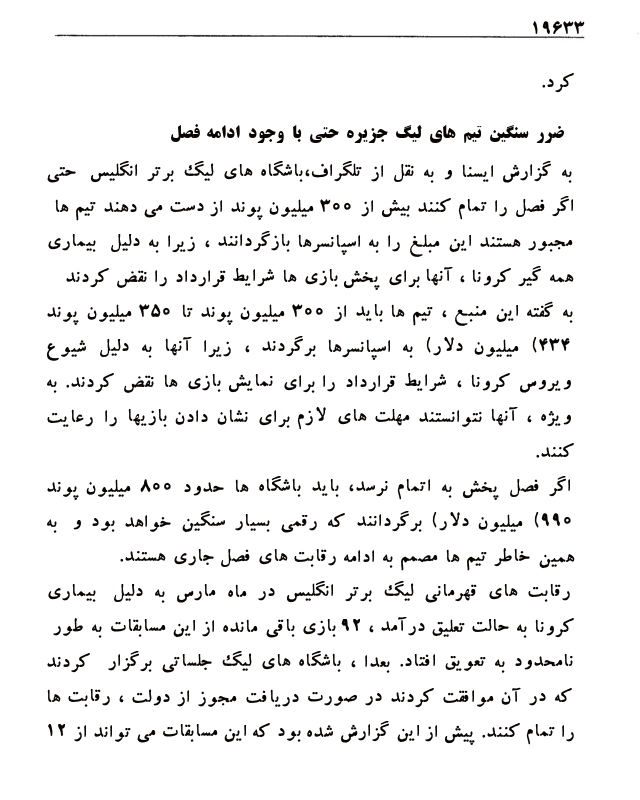 ۱۹۶۳۳
کرد.
ضرر سنگین تیم های لیگ جزیره حتی با وجود ادامه فصل
به گزارش ایسنا و به نقل از تلگراف،باشگاه های لیگ برتر انگلیس حتی
اگر فصل را تمام کنند بیش از ۳۰۰ میلیون پوند از دست می دهند تیم ها
مجبور هستند این مبلغ را به اسپانسرها بازگردانند ، زیرا به دلیل بیماری
همه گیر کرونا ، آنها برای پخش بازی ها شرایط قرارداد را نقض کردند
به گفته این منبع ، تیم ها باید از ۳۰۰ میلیون پوند تا ۳۵۰ میلیون پوند
۴۳۴) میلیون دلار) به اسپانسرها برگردند ، زیرا آنها به دلیل شیوع
ویروس کرونا ، شرایط قرارداد را برای نمایش بازی ها نقض کردند. به
ویژه ، آنها نتوانستند مهلت های لازم برای نشان دادن بازیها را رعایت
کنند.
اگر فصل پخش به اتمام نرسد، باید باشگاه ها حدود ۸۰۰ میلیون پوند
۹۹۰) میلیون دلار) برگردانند که رقمی بسیار سنگین خواهد بود و به
همین خاطر تیم ها مصمم به ادامه رقابت های فصل جاری هستند.
رقابت های قهرمانی لیگ برتر انگلیس در ماه مارس به دلیل بیماری
کرونا به حالت تعلیق درآمد ، ۹۲ بازی باقی مانده از این مسابقات به طور
نامحدود به تعویق افتاد. بعدا ، باشگاه های لیگ جلساتی برگزار کردند
که در آن موافقت کردند در صورت دریافت مجوز از دولت ، رقابت ها
را تمام کنند. پیش از این گزارش شده بود که این مسابقات می تواند از ۱۲